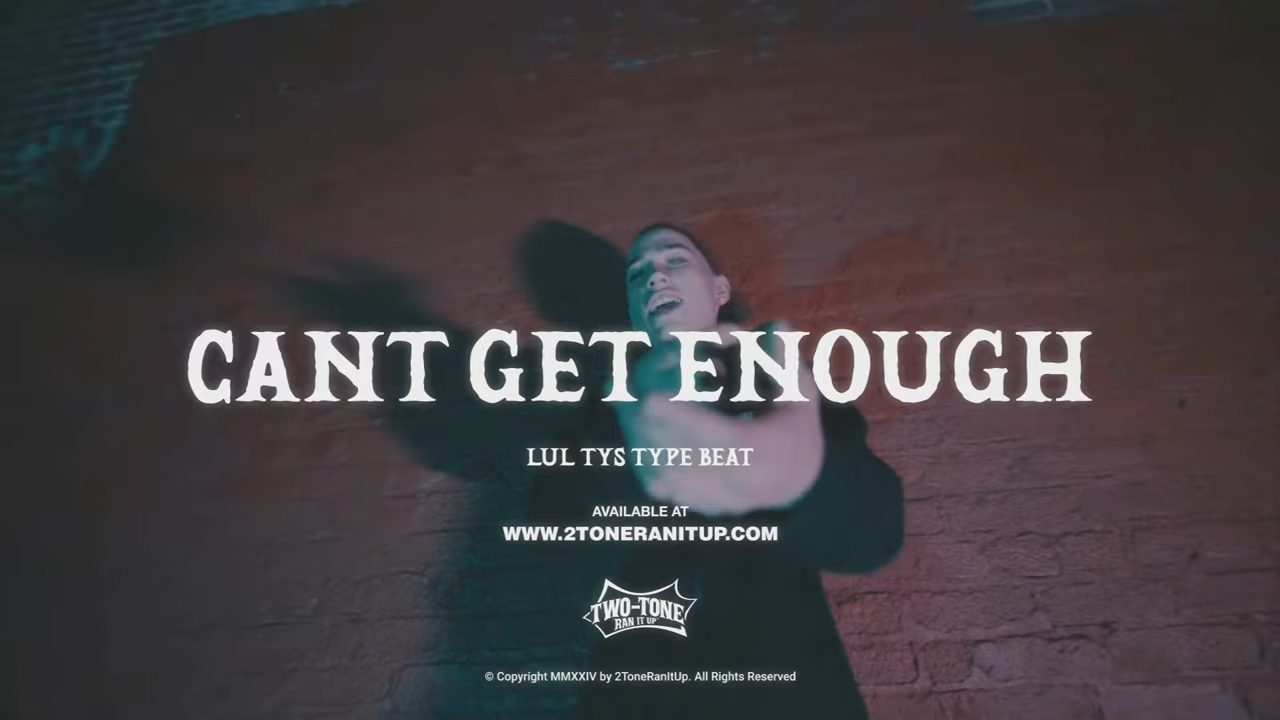 CANT GET ENOUGH
LUL TYS TYPE BEAT
AVAILABLE AT
WWW.2TONERANITUP.COM
TWO-TONE
RAN IT UP
© Copyright MMXXIV by 2ToneRanItUp. All Rights Reserved